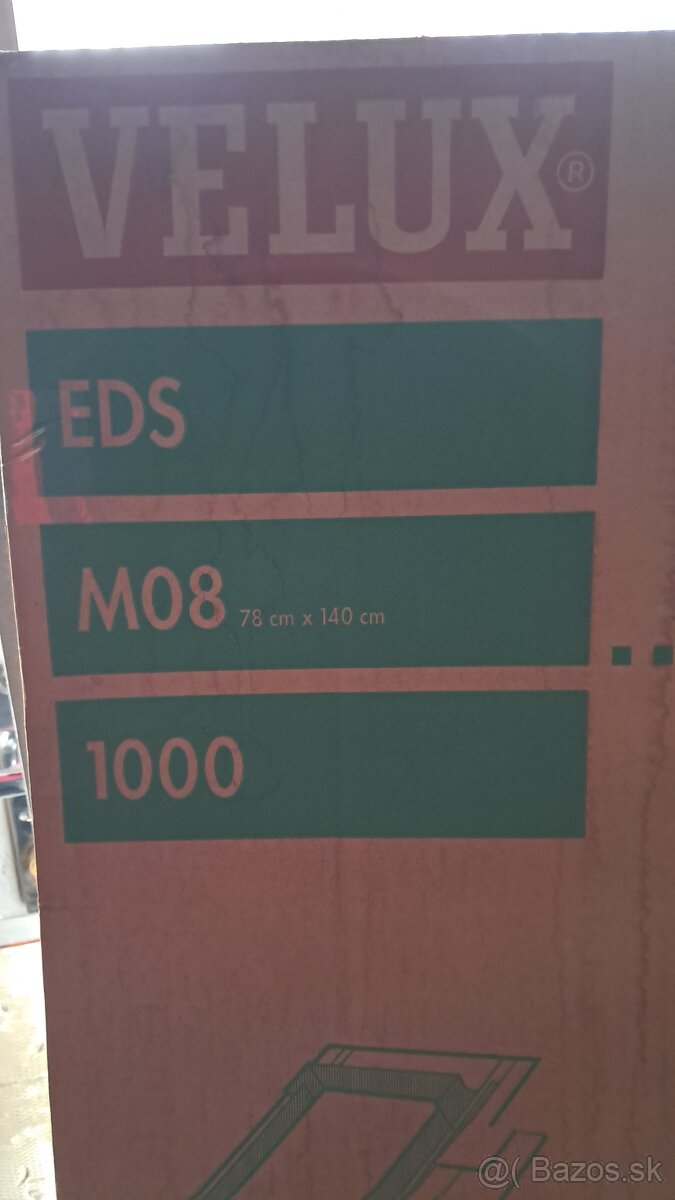 VELUX®
EDS
M08 78 cm x 140 cm
1000
@( Bazos.sk